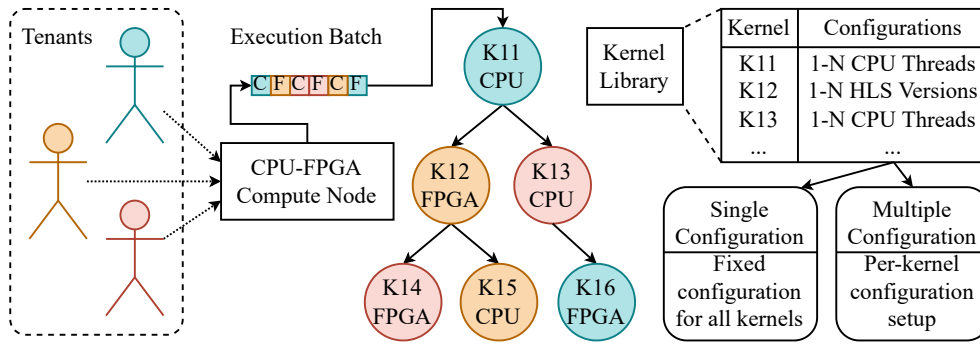 Tenants
Execution Batch
C F C F C F
CPU-FPGA
Compute Node
K11
CPU
K12
FPGA
K13
CPU
K14
FPGA
K15
CPU
K16
FPGA
Kernel
Library
Kernel Configurations
K11 1-N CPU Threads
K12 1-N HLS Versions
K13 1-N CPU Threads
... ...
Single
Configuration
Fixed
configuration
for all kernels
Multiple
Configuration
Per-kernel
configuration
setup